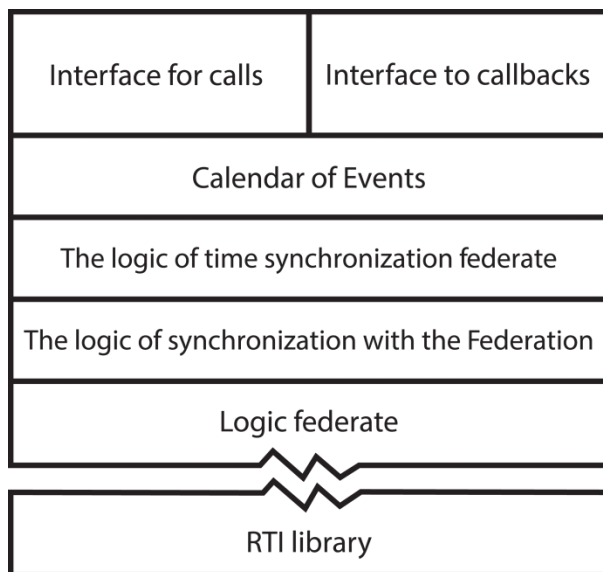 Interface for calls
Interface to callbacks
Calendar of Events
The logic of time synchronization federate
The logic of synchronization with the Federation
Logic federate
RTI library